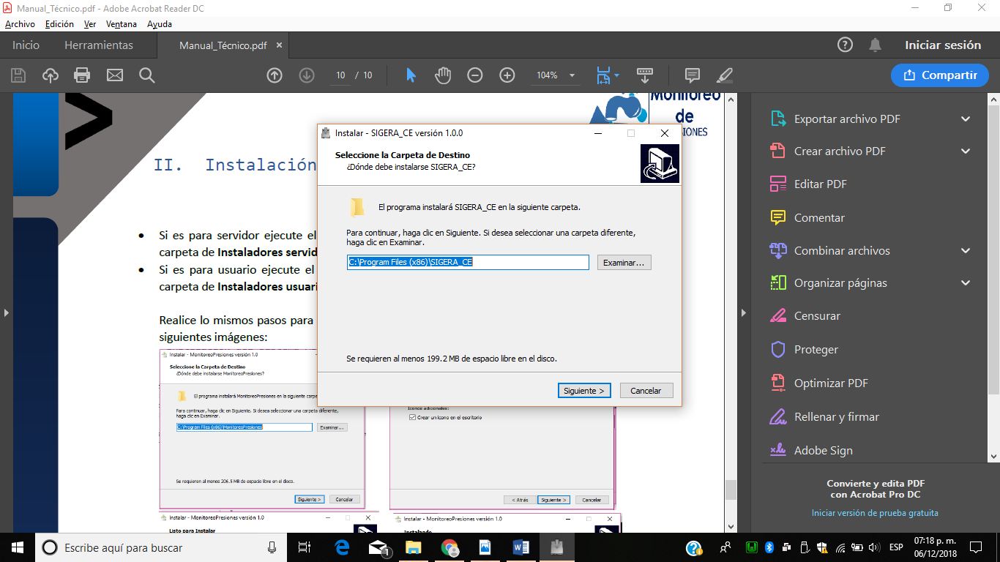 Manual_Técnico.pdf - Adobe Acrobat Reader DC
Archivo Edición Ver Ventana Ayuda
Inicio Herramientas Manual_Técnico.pdf × Iniciar sesión
10 / 10 104% Compartir
>
Monitoreo
de
SIONES
II. Instalación
Si es para servidor ejecute el
carpeta de Instaladores servid
Si es para usuario ejecute el
carpeta de Instaladores usuari
Realice lo mismos pasos para
siguientes imágenes:
Instalar - SIGERA_CE versión 1.0.0
Seleccione la Carpeta de Destino
¿Dónde debe instalarse SIGERA_CE?
El programa instalará SIGERA_CE en la siguiente carpeta.
Para continuar, haga clic en Siguiente. Si desea seleccionar una carpeta diferente,
haga clic en Examinar.
C:\Program Files (x86)\SIGERA_CE
Examinar...
Se requieren al menos 199.2 MB de espacio libre en el disco.
Siguiente > Cancelar
Instalar - MonitoreoPresiones versión 1.0
Seleccione la Carpeta de Destino
¿Dónde debe instalarse MonitoreoPresiones?
El programa instalará MonitoreoPresiones en la siguiente carpe
Para continuar, haga clic en Siguiente. Si desea seleccionar una carpeta diferente,
haga clic en Examinar.
C:\Program Files (x86)\MonitoreoPresiones
Examinar...
Se requieren al menos 206.5 MB de espacio libre en el disco.
Siguiente > Cancelar
Iconos adicionales:
Crear un icono en el escritorio
< Atrás Siguiente > Cancelar
Instalar - MonitoreoPresiones versión 1.0
Listo para Instalar
Instalar - MonitoreoPresiones versión 1.0
Instalando
Exportar archivo PDF
Crear archivo PDF
Editar PDF
Comentar
Combinar archivos
Organizar páginas
Censurar
Proteger
Optimizar PDF
Rellenar y firmar
Adobe Sign
Convierte y edita PDF
con Acrobat Pro DC
Iniciar versión de prueba gratuita
Escribe aquí para buscar
1
ESP
07:18 p. m.
06/12/2018